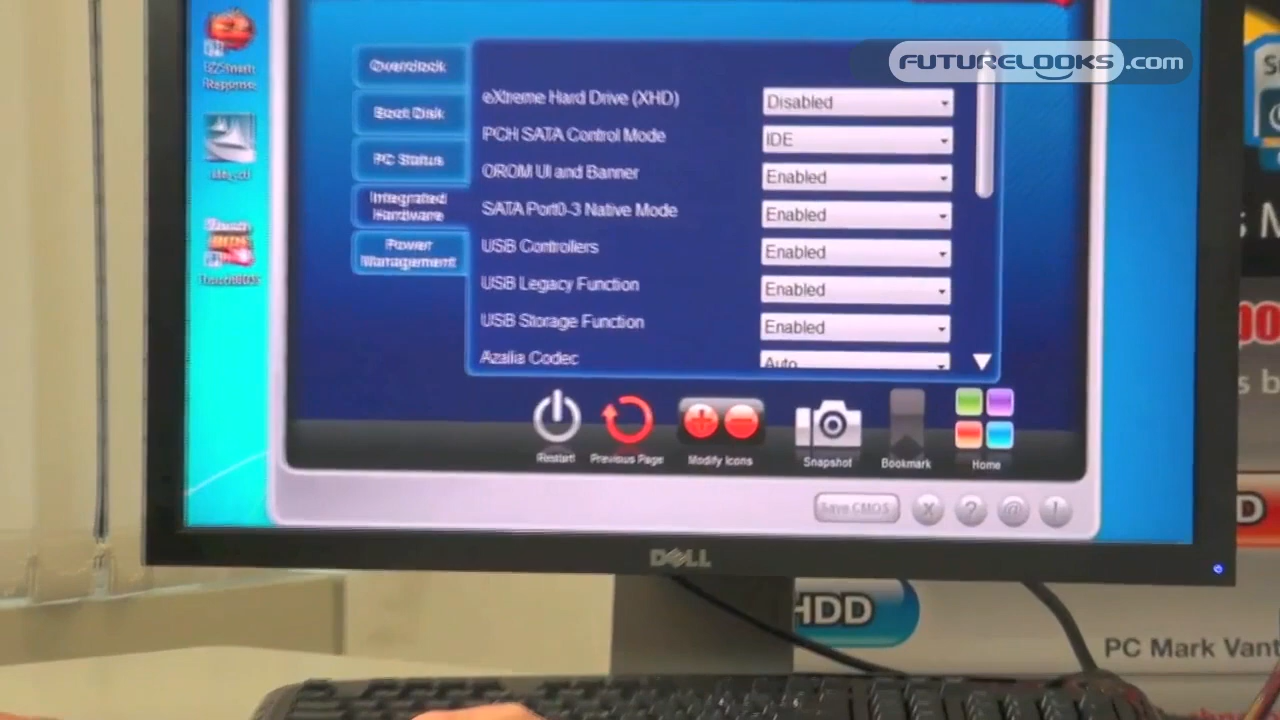 FUTURELOOKS.com
Overclock
Boot Disk
PC Status
Integrated
Hardware
Power
Management
eXtreme Hard Drive (XHD) Disabled
PCH SATA Control Mode IDE
OROM UI and Banner Enabled
SATA Port0-3 Native Mode Enabled
USB Controllers Enabled
USB Legacy Function Enabled
USB Storage Function Enabled
Azalia Codec Auto
Restart!
Previous Page
Modify Icons
Snapshot
Bookmark
Home
Save CMOS
X ? @ !
DELL
HDD
PC Mark Vant